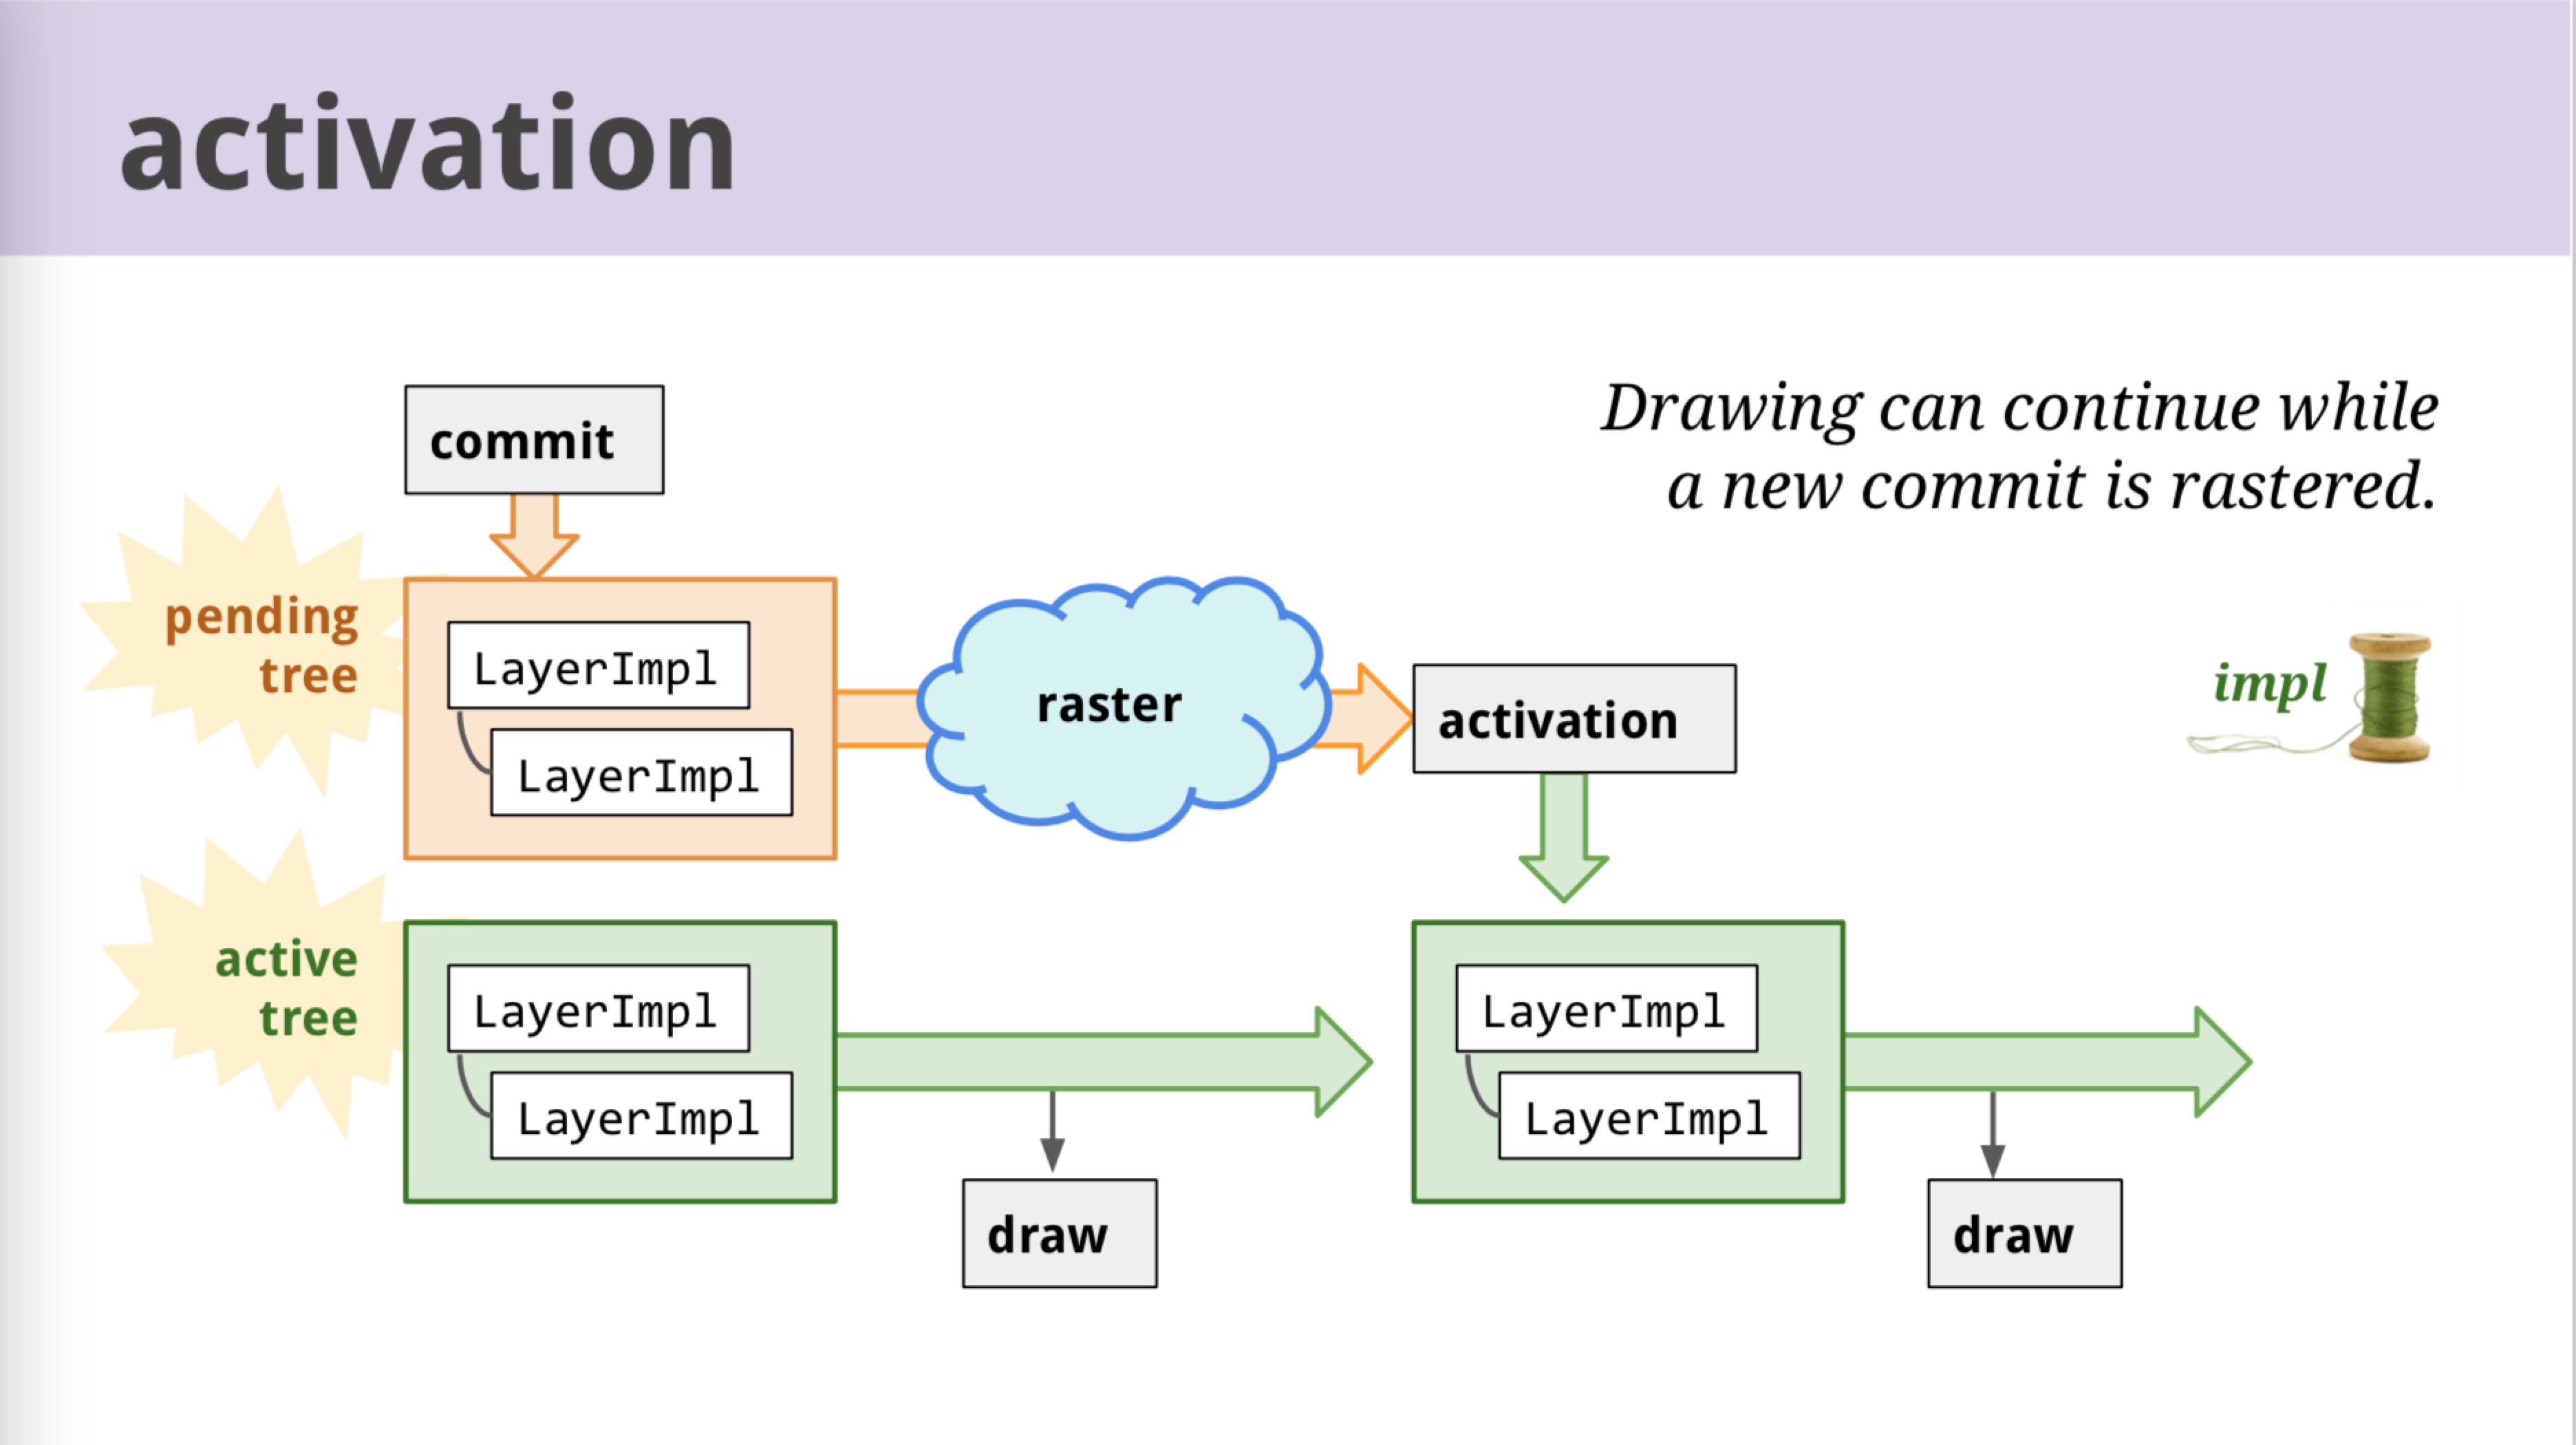 activation
commit
Drawing can continue while
a new commit is rastered.
pending
tree
LayerImpl
LayerImpl
raster
activation
impl
active
tree
LayerImpl
LayerImpl
draw
LayerImpl
LayerImpl
draw